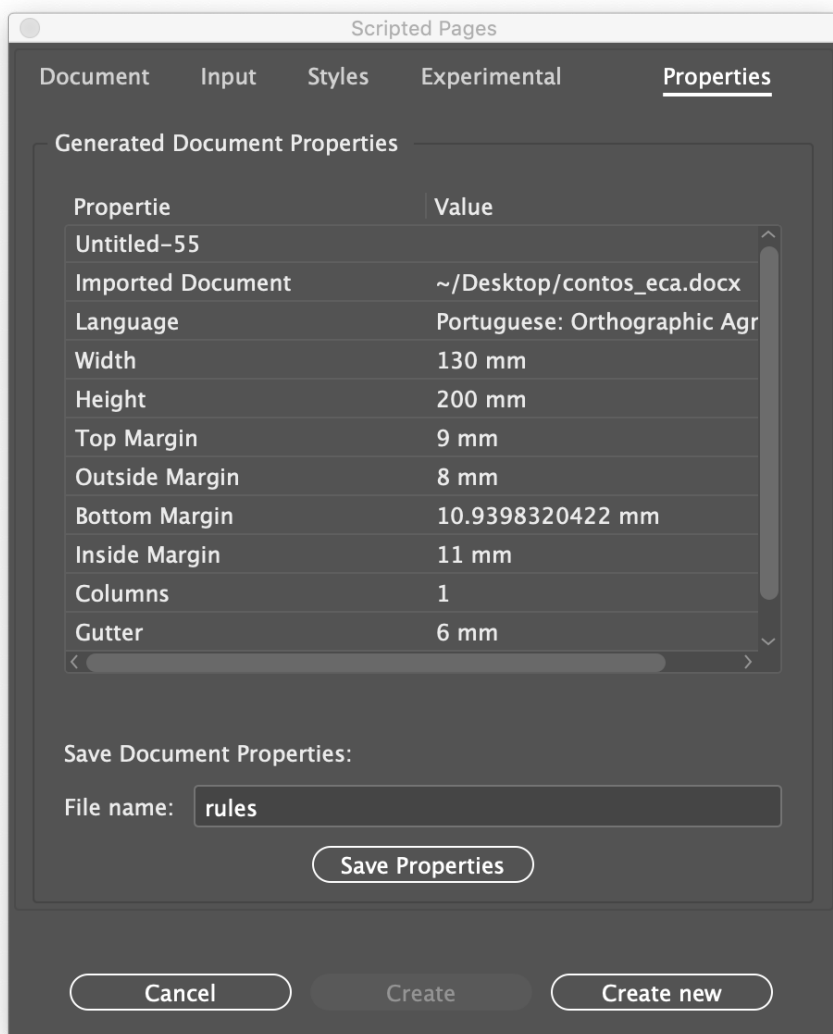 Scripted Pages
Document Input Styles Experimental Properties
Generated Document Properties
Propertie Value
Untitled-55
Imported Document ~/Desktop/contos_eca.docx
Language Portuguese: Orthographic Agr
Width 130 mm
Height 200 mm
Top Margin 9 mm
Outside Margin 8 mm
Bottom Margin 10.9398320422 mm
Inside Margin 11 mm
Columns 1
Gutter 6 mm
Save Document Properties:
File name: rules
Save Properties
Cancel Create Create new